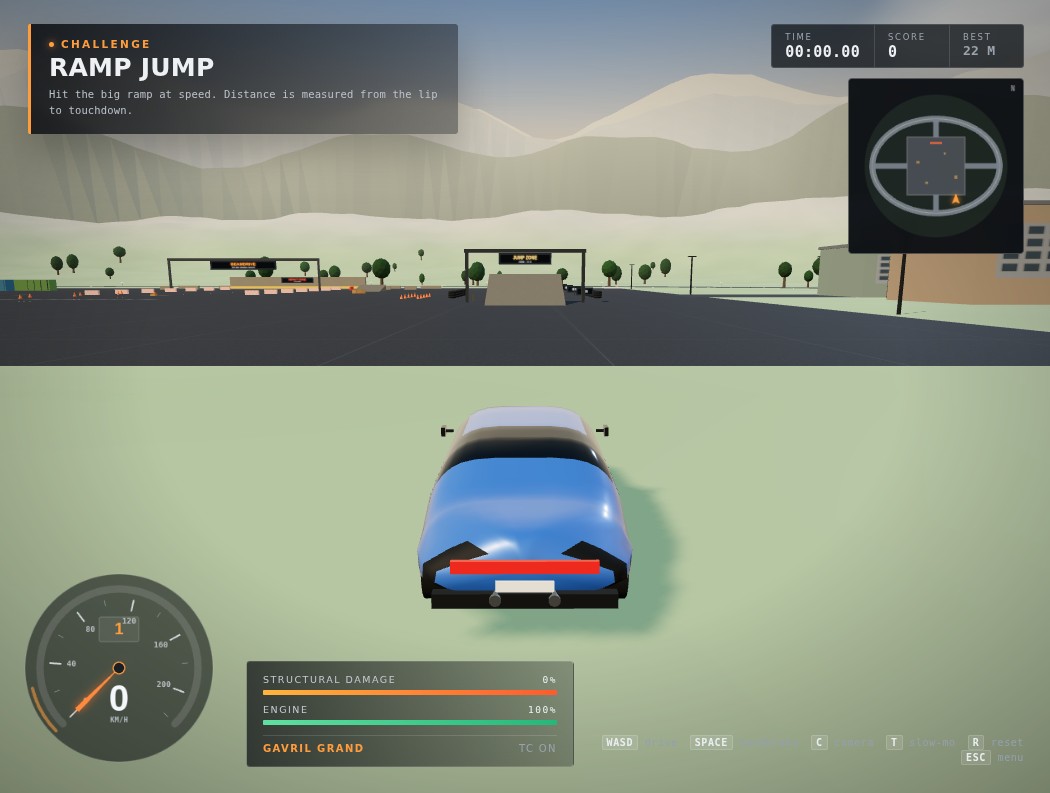 CHALLENGE
RAMP JUMP
Hit the big ramp at speed. Distance is measured from the lip
to touchdown.
TIME
00:00.00
SCORE
0
BEST
22 M
N
JUMP ZONE
40
80
120
160
200
1
0
KM/H
STRUCTURAL DAMAGE 0%
ENGINE 100%
GAVRIL GRAND TC ON
WASD SPACE C T slow-mo R reset
ESC menu